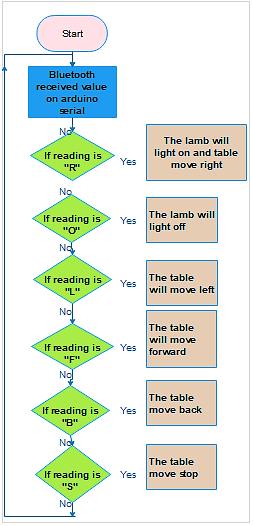 Start
Bluetooth
received value
on arduino
serial
No
If reading is
"R"
Yes
The lamb will
light on and table
move right
No
If reading is
"O"
Yes
The lamb will
light off
No
If reading is
"L"
Yes
The table
will move left
No
If reading is
"F"
Yes
The table
will move
forward
No
If reading is
"B"
Yes
The table
move back
No
If reading is
"S"
Yes
The table
move stop
No